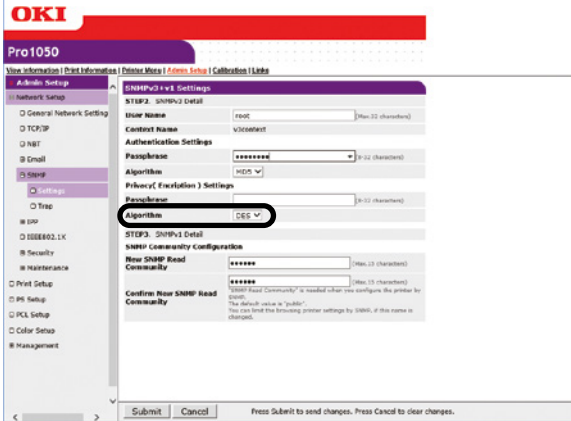 OKI
Pro1050
View Information | Print Information | Printer Menu | Admin Setup | Calibration | Links
Admin Setup
Network Setup
General Network Setting
TCP/IP
NBT
Email
SNMP
Settings
Trap
IPP
IEEE802.1X
Security
Maintenance
Print Setup
PS Setup
PCL Setup
Color Setup
Management
SNMPv3+v1 Settings
STEP2. SNMPv3 Detail
User Name root (Max.32 characters)
Context Name v3context
Authentication Settings
Passphrase ●●●●●●●● (8-32 characters)
Algorithm MD5
Privacy( Encription ) Settings
Passphrase (8-32 characters)
Algorithm DES
STEP3. SNMPv1 Detail
SNMP Community Configuration
New SNMP Read Community ●●●●●● (Max.15 characters)
Confirm New SNMP Read Community ●●●●●● (Max.15 characters)
"SNMP Read Community" is needed when you configure the printer by SNMP.
The default value is "public".
You can limit the browsing printer settings by SNMP, if this name is changed.
Submit Cancel Press Submit to send changes. Press Cancel to clear changes.